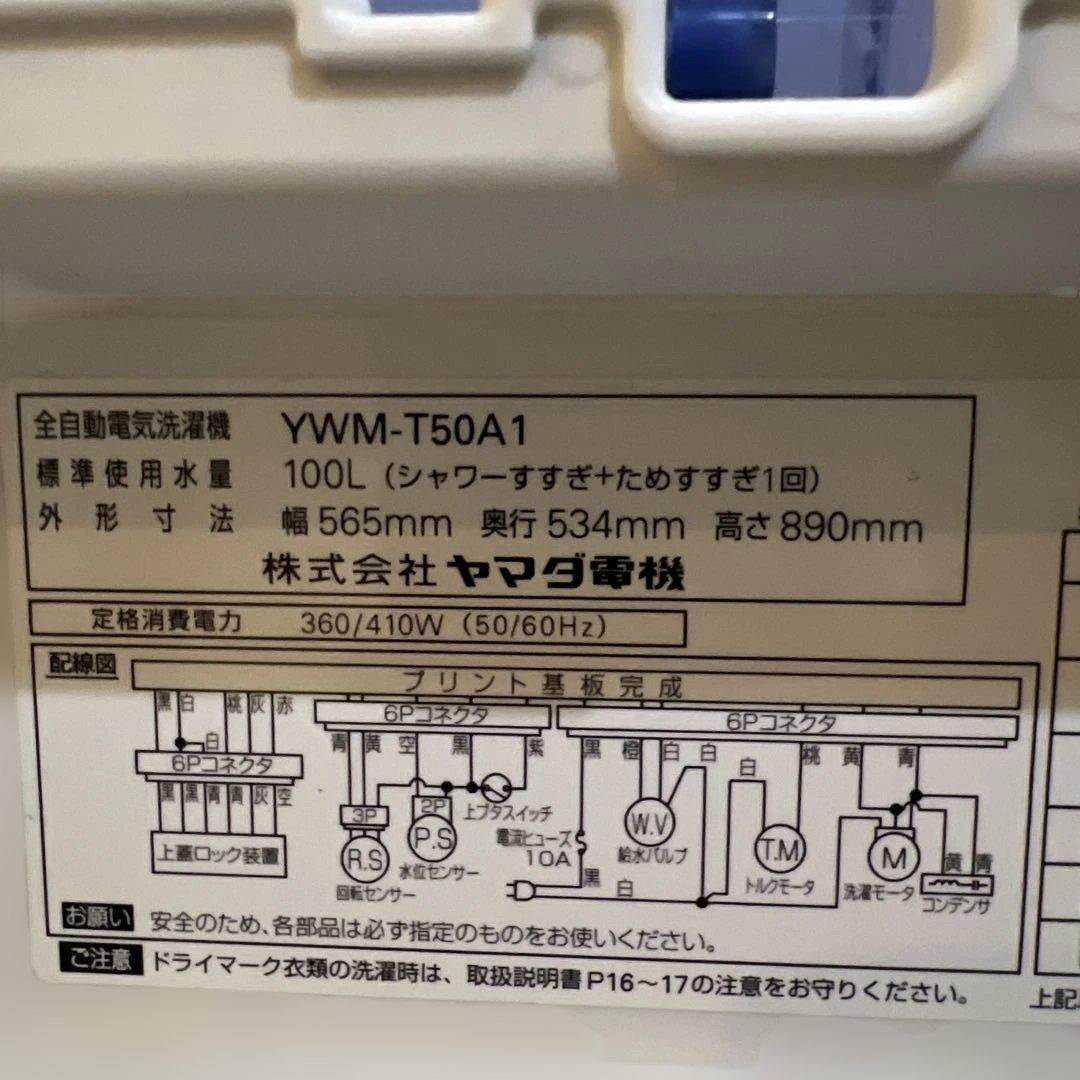 全自動電気洗濯機 YWM-T50A1
標準使用水量 100L（シャワーすすぎ+ためすすぎ1回）
外形寸法 幅565mm 奥行534mm 高さ890mm
株式会社ヤマダ電機
定格消費電力 360/410W（50/60Hz）
配線図
プリント基板完成
黒 白 桃 灰 赤
6Pコネクタ
6Pコネクタ
白
青 黄 空 黒 紫
黒 橙 白 白 白 桃 黄 青
6Pコネクタ
黒 黒 青 青 灰 空
上蓋ロック装置
3P
2P
上ブタスイッチ
R.S
P.S
回転センサー
水位センサー
電流ヒューズ
10A
黒
白
W.V
給水バルブ
T.M
トルクモータ
M
洗濯モータ
黄 青
コンデンサ
お願い 安全のため、各部品は必ず指定のものをお使いください。
ご注意 ドライマーク衣類の洗濯時は、取扱説明書P16～17の注意をお守りください。
上記